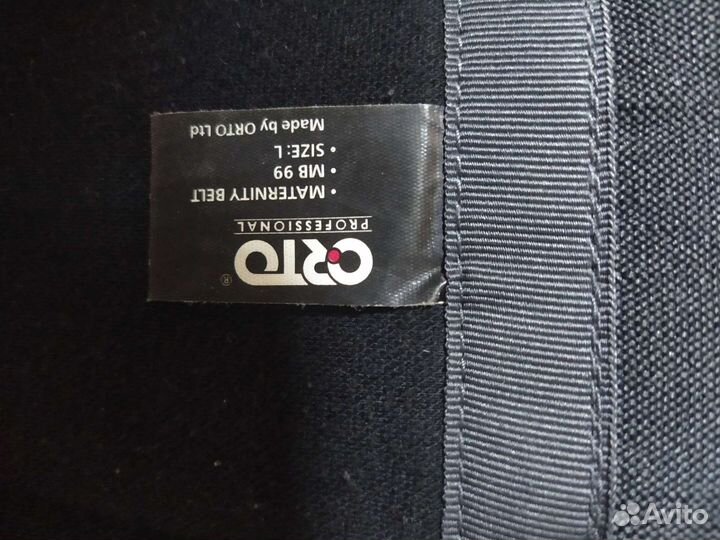 ORTO®
PROFESSIONAL
• MATERNITY BELT
• MB 99
• SIZE: L
Made by ORTO Ltd
Avito